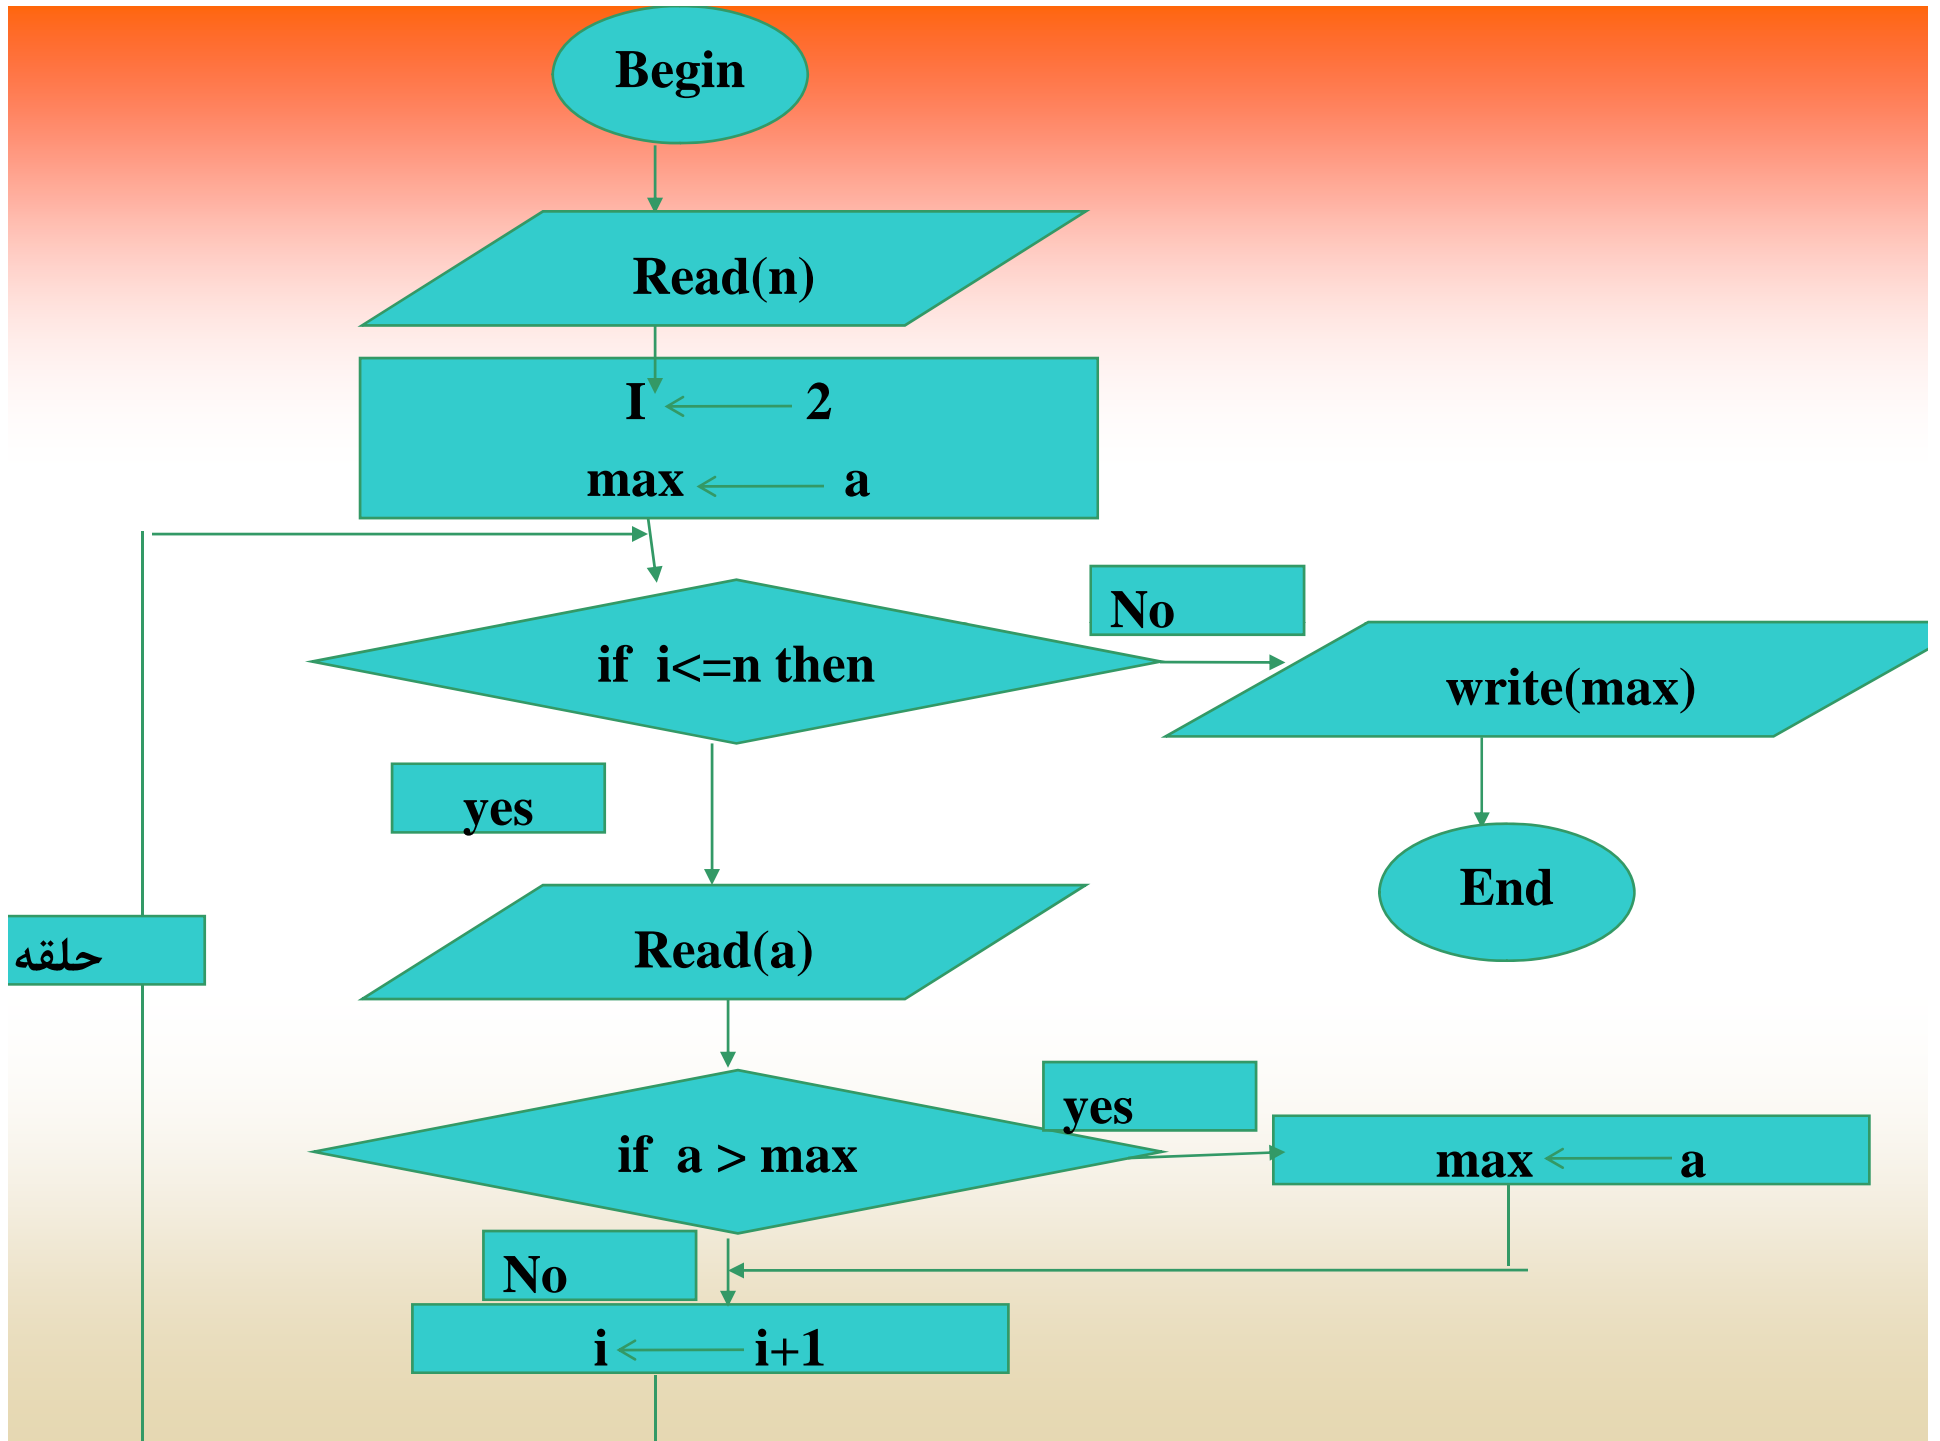 Begin
Read(n)
I ← 2
max ← a
No
if i<=n then
write(max)
yes
End
حلقه
Read(a)
yes
if a > max
max ← a
No
i ← i+1